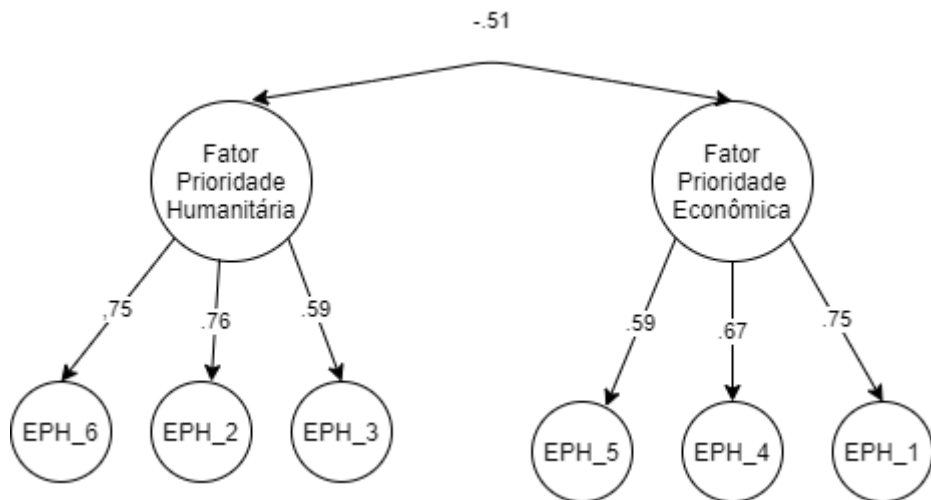 -.51
Fator
Prioridade
Humanitária
Fator
Prioridade
Econômica
,75
.76
.59
.59
.67
.75
EPH_6
EPH_2
EPH_3
EPH_5
EPH_4
EPH_1